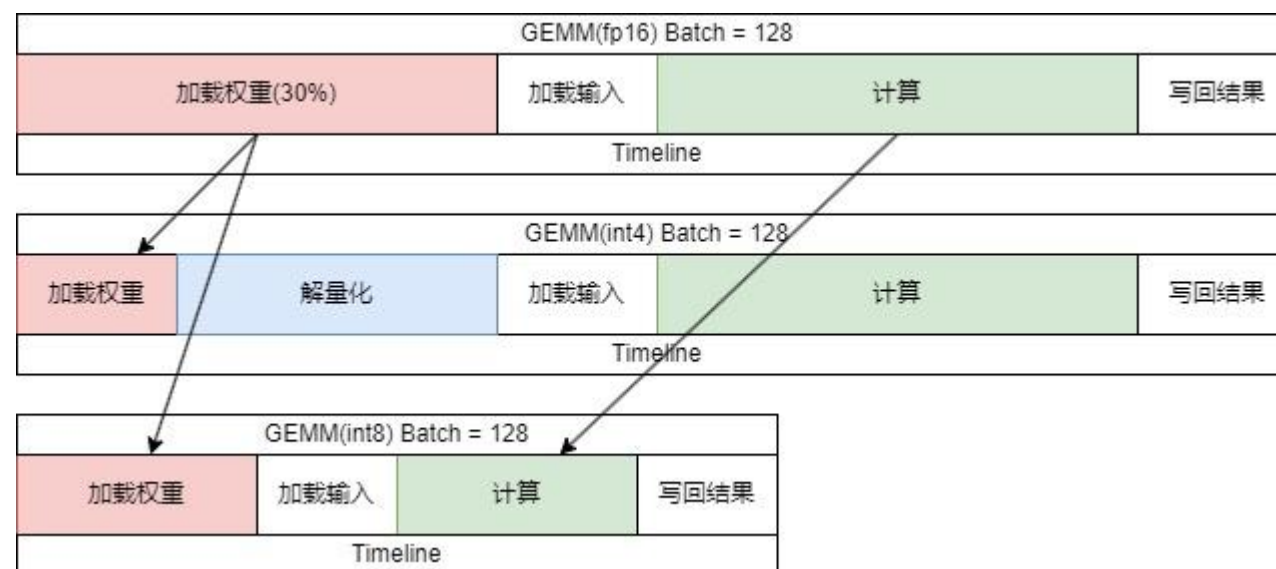 GEMM(fp16) Batch = 128
加载权重(30%) 加载输入 计算 写回结果
Timeline
GEMM(int4) Batch = 128
加载权重 解量化 加载输入 计算 写回结果
Timeline
GEMM(int8) Batch = 128
加载权重 加载输入 计算 写回结果
Timeline